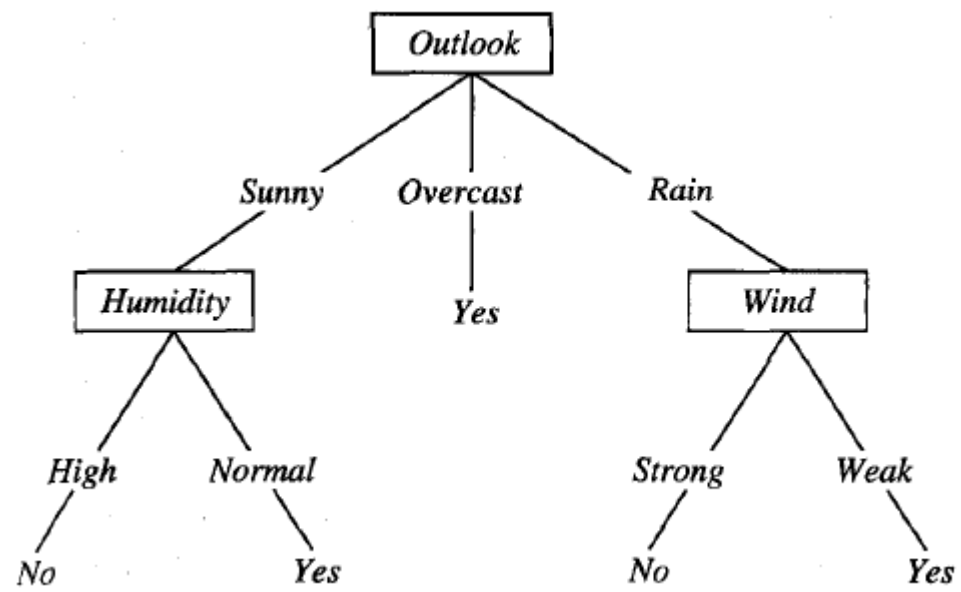 Outlook
Sunny Overcast Rain
Humidity Yes Wind
High Normal Strong Weak
No Yes No Yes